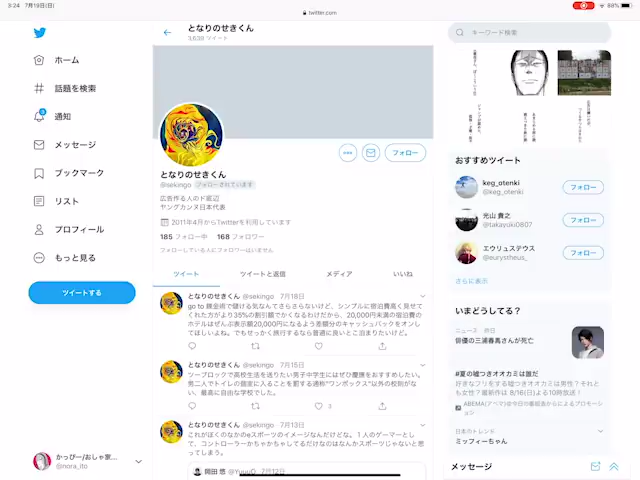 3:24 7月19日(日)
88%
twitter.com
ホーム
話題を検索
通知
メッセージ
ブックマーク
リスト
プロフィール
もっと見る
ツイートする
かっぴー/おしゃ家...
@nora_ito
となりのせきくん
3,638 ツイート
フォロー
となりのせきくん
@sekingo フォローされています
広告作る人のド底辺
ヤングカンヌ日本代表
2011年4月からTwitterを利用しています
185 フォロー中 168 フォロワー
フォローしている人にフォロワーはいません
ツイート ツイートと返信 メディア いいね
となりのせきくん @sekingo 7月18日
go to 錬金術で儲ける気なんてさらさらないけど、シンプルに宿泊費高く見せて
くれた方がより35%の割引額でかくなるわけだから、20,000円未満の宿泊費の
ホテルはぜんぶ表示額20,000円になるよう差額分のキャッシュバックをオンし
てほしいよね。でもせっかく旅行するなら普通に良いとこ泊まりたいけど。
となりのせきくん @sekingo 7月15日
ツーブロックで高校生活を送りたい男子中学生にはぜひ慶應をおすすめしたい。
男二人でトイレの個室に入ることを罰する通称"ワンボックス"以外の校則がな
い、最高に自由な学校でした。
3
となりのせきくん @sekingo 7月13日
これがぼくのなかのeスポーツのイメージなんだけどな。1人のゲーマーとし
て、コントローラーかちゃかちゃしてるだけなのはなんかスポーツじゃないと思
ってしまう。
開田 悠 @YuuuD 7月12日
キーワード検索
おすすめツイート
keg_otenki
@keg_otenki
フォロー
光山 貴之
@takayuki0807
フォロー
エウリュステウス
@eurystheus_
フォロー
さらに表示
いまどうしてる?
ニュース 昨日
俳優の三浦春馬さんが死亡
#夏の嘘つきオオカミは誰だ
好きなフリをする嘘つきオオカミは男性?それと
も女性?最新作は 8/16(日)よる10時放送!
ABEMA(アベマ)@今日の番組表からによるプロモーシ
ョン
日本のトレンド
ミッフィーちゃん
メッセージ